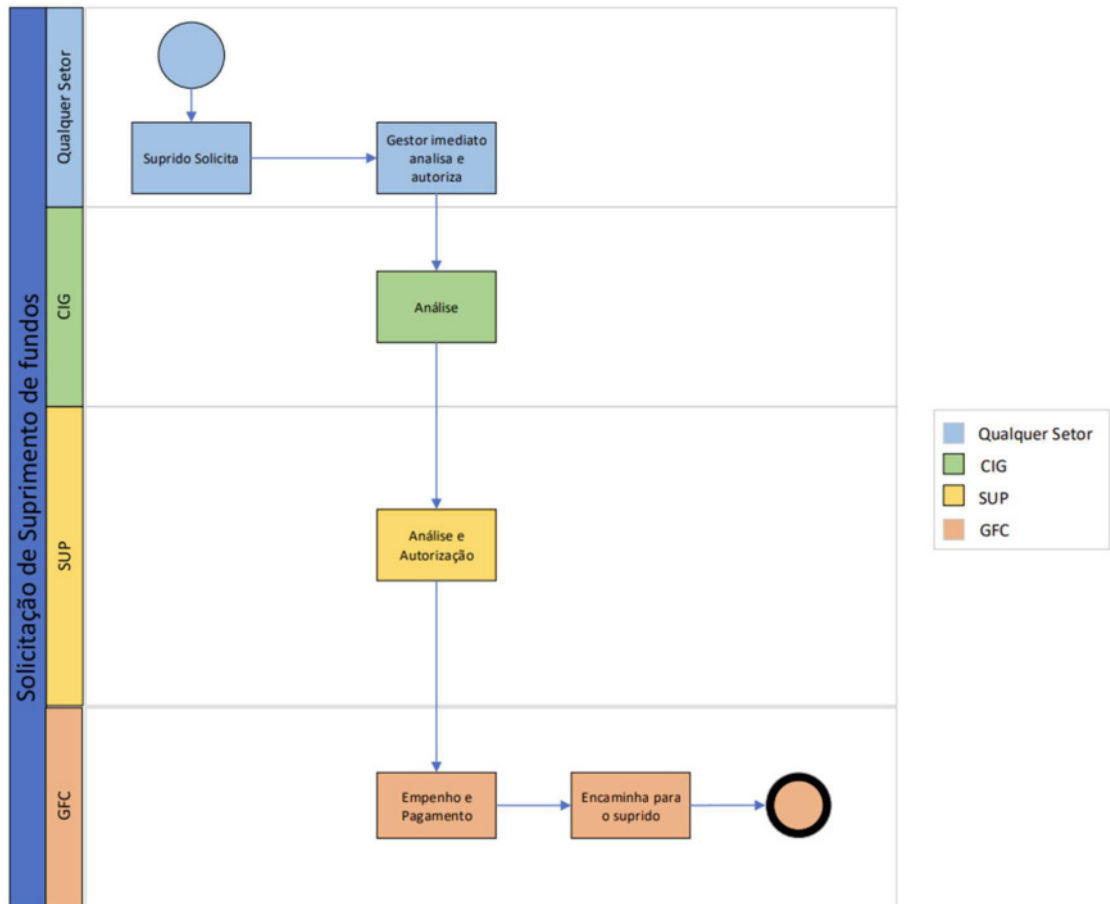 Solicitação de Suprimento de fundos
Qualquer Setor
Suprido Solicita
Gestor imediato
analisa e
autoriza
CIG
Análise
SUP
Análise e
Autorização
GFC
Empenho e
Pagamento
Encaminha para
o suprido
Qualquer Setor
CIG
SUP
GFC